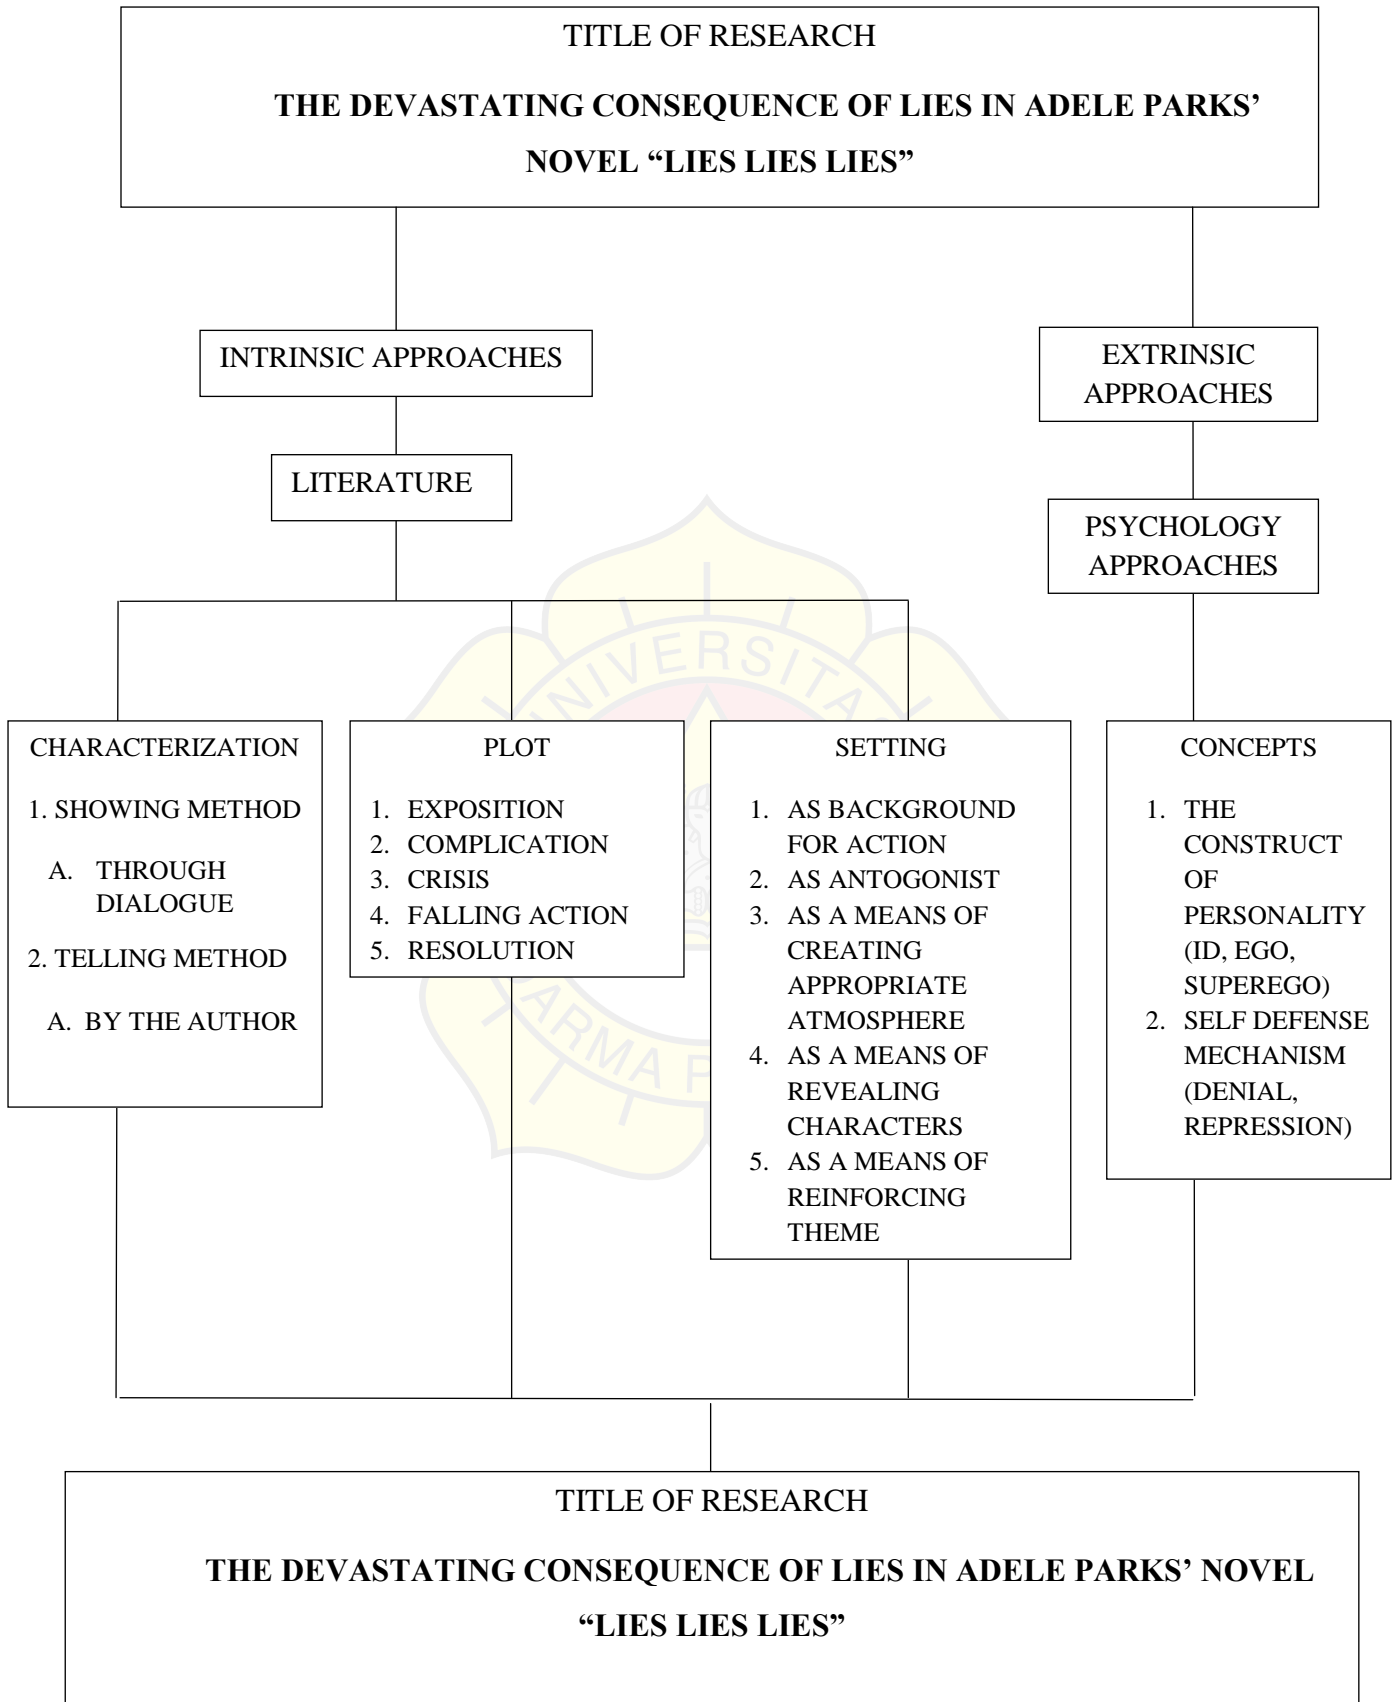 TITLE OF RESEARCH
THE DEVASTATING CONSEQUENCE OF LIES IN ADELE PARKS’
NOVEL “LIES LIES LIES”
INTRINSIC APPROACHES
EXTRINSIC
APPROACHES
LITERATURE
PSYCHOLOGY
APPROACHES
CHARACTERIZATION
1. SHOWING METHOD
A. THROUGH
DIALOGUE
2. TELLING METHOD
A. BY THE AUTHOR
PLOT
1. EXPOSITION
2. COMPLICATION
3. CRISIS
4. FALLING ACTION
5. RESOLUTION
SETTING
1. AS BACKGROUND
FOR ACTION
2. AS ANTOGONIST
3. AS A MEANS OF
CREATING
APPROPRIATE
ATMOSPHERE
4. AS A MEANS OF
REVEALING
CHARACTERS
5. AS A MEANS OF
REINFORCING
THEME
CONCEPTS
1. THE
CONSTRUCT
OF
PERSONALITY
(ID, EGO,
SUPEREGO)
2. SELF DEFENSE
MECHANISM
(DENIAL,
REPRESSION)
TITLE OF RESEARCH
THE DEVASTATING CONSEQUENCE OF LIES IN ADELE PARKS’ NOVEL
“LIES LIES LIES”